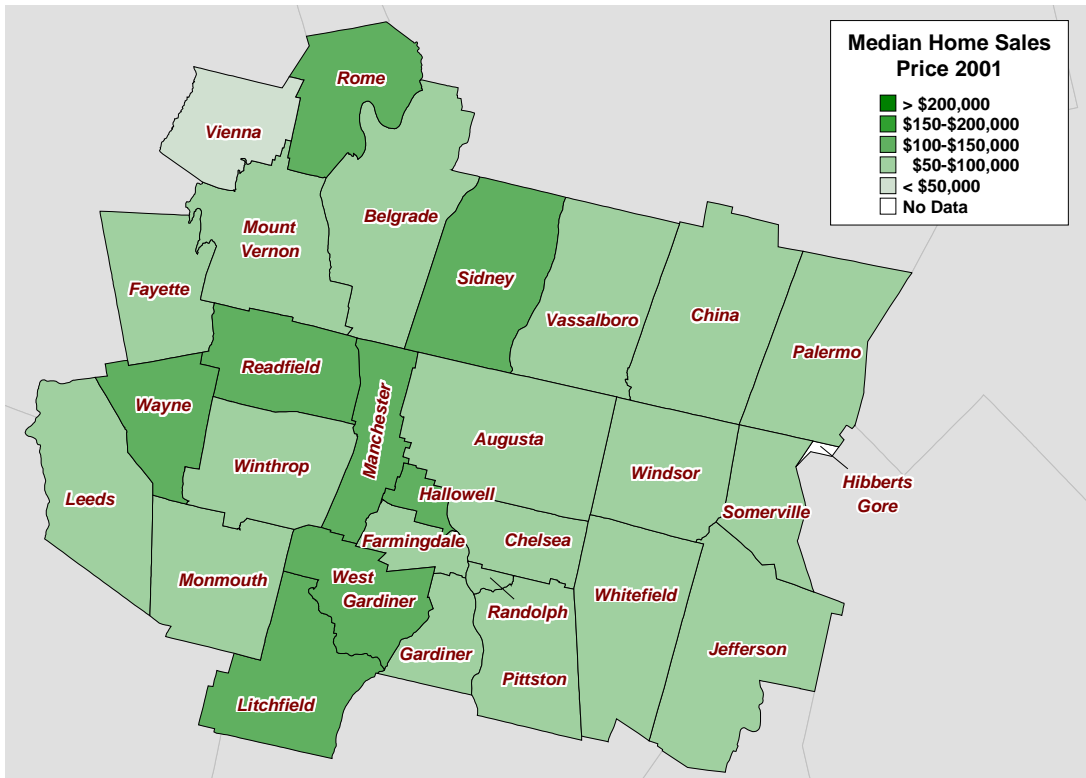 Median Home Sales
Price 2001
> $200,000
$150-$200,000
$100-$150,000
$50-$100,000
< $50,000
No Data
Rome
Vienna
Belgrade
Mount
Vernon
Sidney
Fayette
Vassalboro
China
Palermo
Readfield
Wayne
Manchester
Augusta
Winthrop
Windsor
Leeds
Hallowell
Hibberts
Gore
Somerville
Farmingdale
Chelsea
Monmouth
West
Gardiner
Whitefield
Randolph
Gardiner
Jefferson
Pittston
Litchfield